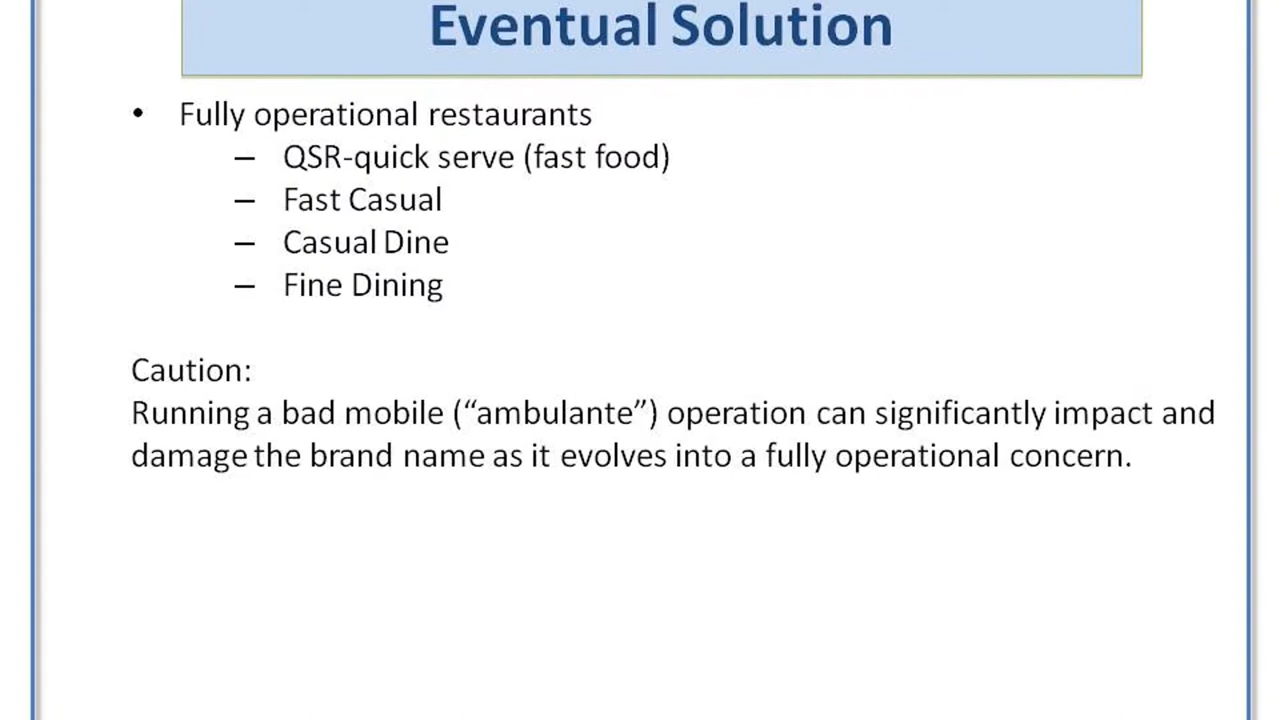 Eventual Solution
• Fully operational restaurants
– QSR-quick serve (fast food)
– Fast Casual
– Casual Dine
– Fine Dining
Caution:
Running a bad mobile (“ambulante”) operation can significantly impact and
damage the brand name as it evolves into a fully operational concern.